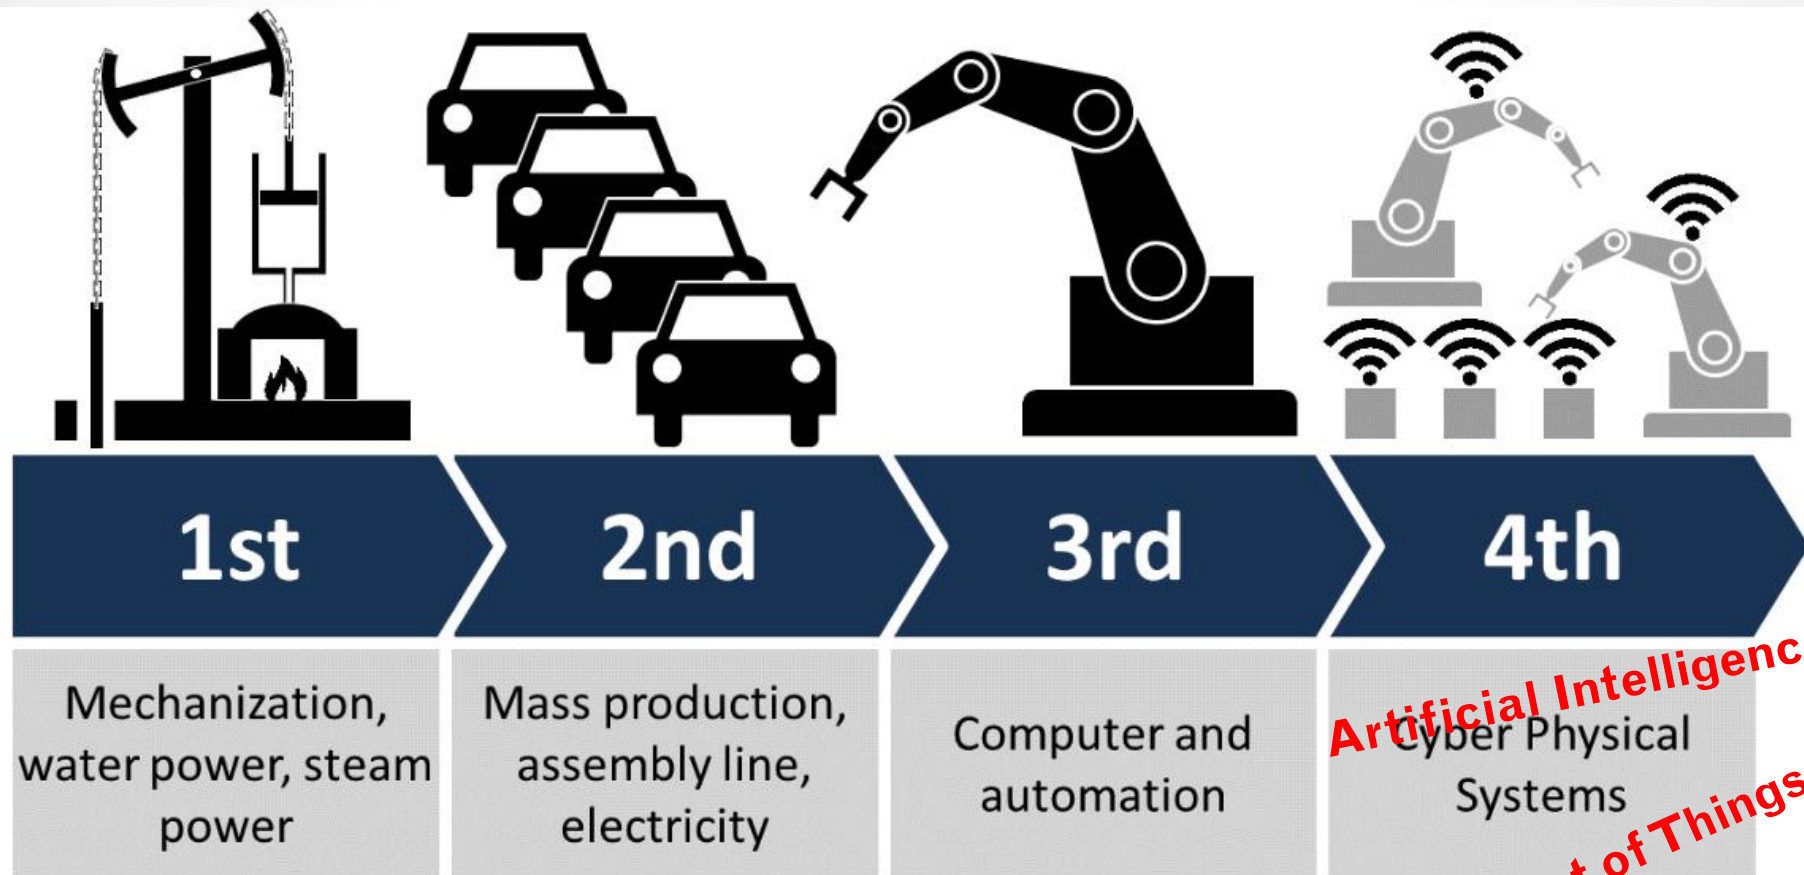 1st
2nd
3rd
4th
Mechanization,
water power, steam
power
Mass production,
assembly line,
electricity
Computer and
automation
Cyber Physical
Systems
Artificial Intelligenc
t of Things